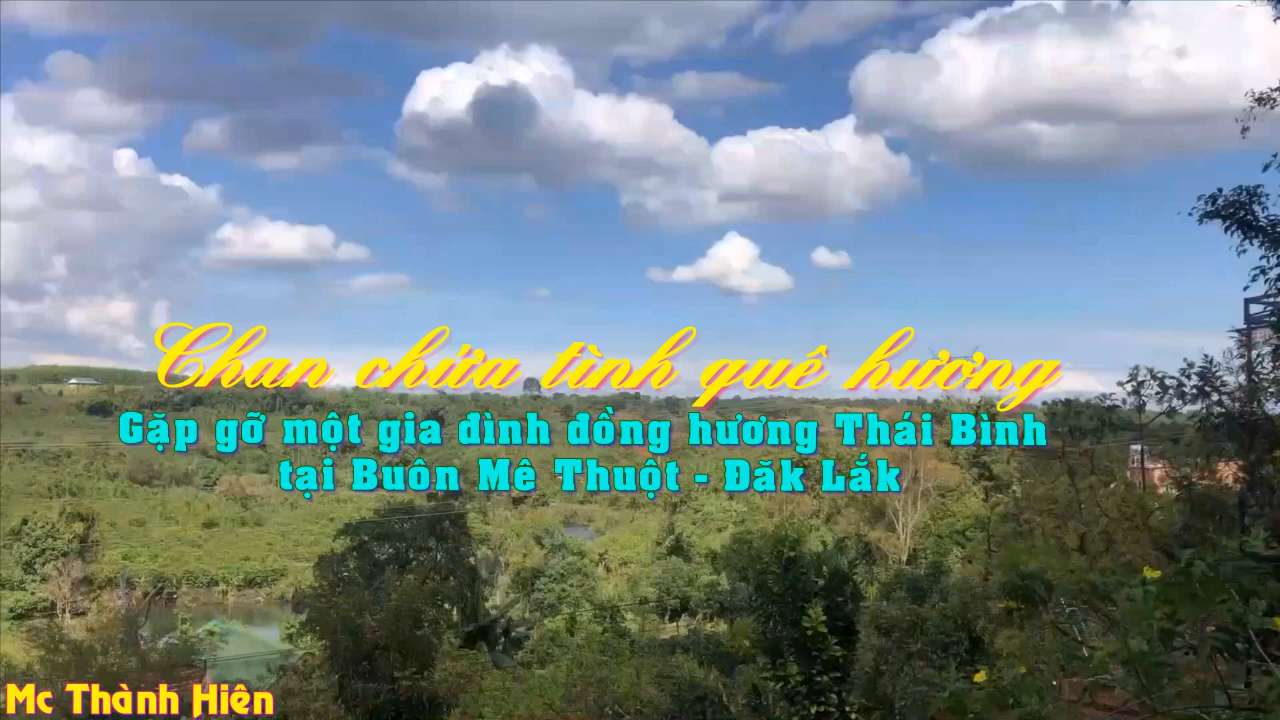 Chan chứa tình quê hương
Gặp gỡ một gia đình đồng hương Thái Bình
tại Buôn Mê Thuột - Đăk Lắk
Mc Thành Hiên